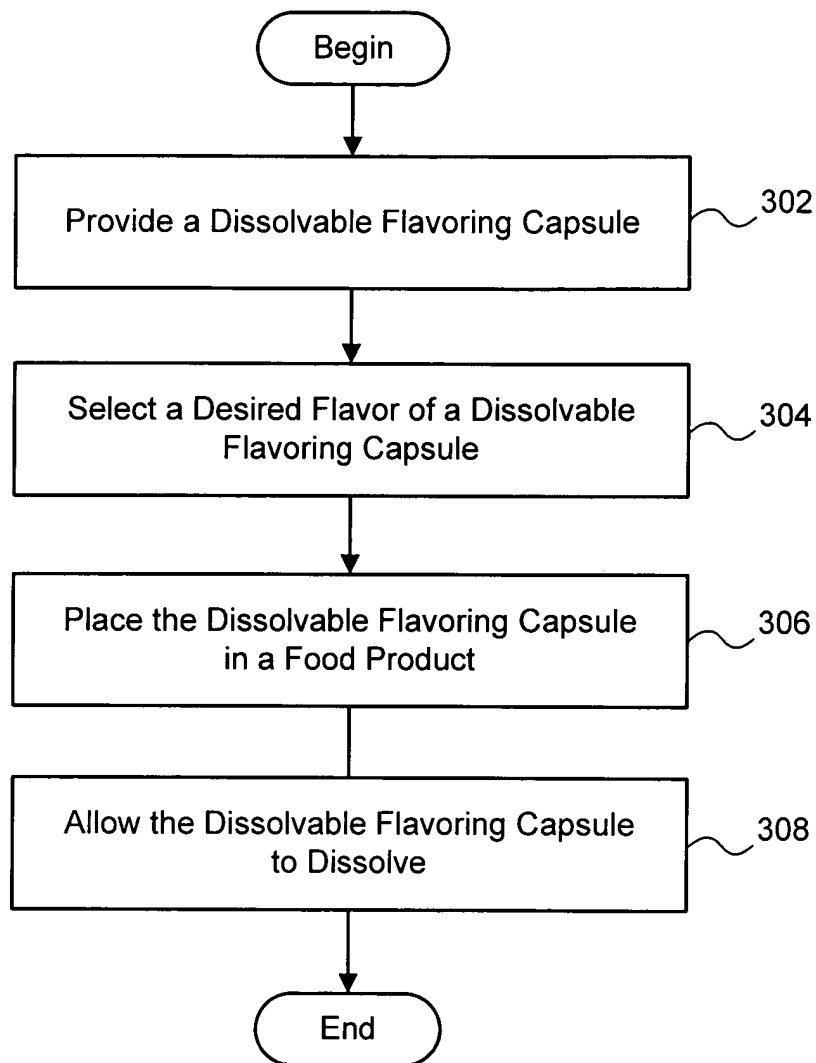 Begin
Provide a Dissolvable Flavoring Capsule
302
Select a Desired Flavor of a Dissolvable
Flavoring Capsule
304
Place the Dissolvable Flavoring Capsule
in a Food Product
306
Allow the Dissolvable Flavoring Capsule
to Dissolve
308
End